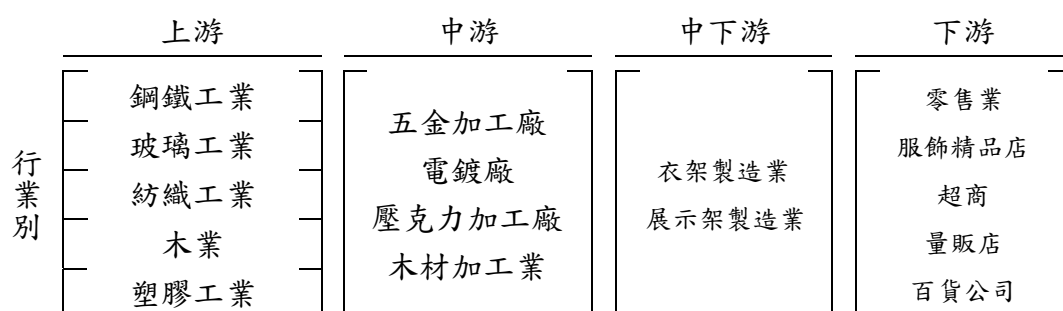 上游
中游
中下游
下游
行業別
鋼鐵工業
玻璃工業
紡織工業
木業
塑膠工業
五金加工廠
電鍍廠
壓克力加工廠
木材加工業
衣架製造業
展示架製造業
零售業
服飾精品店
超商
量販店
百貨公司